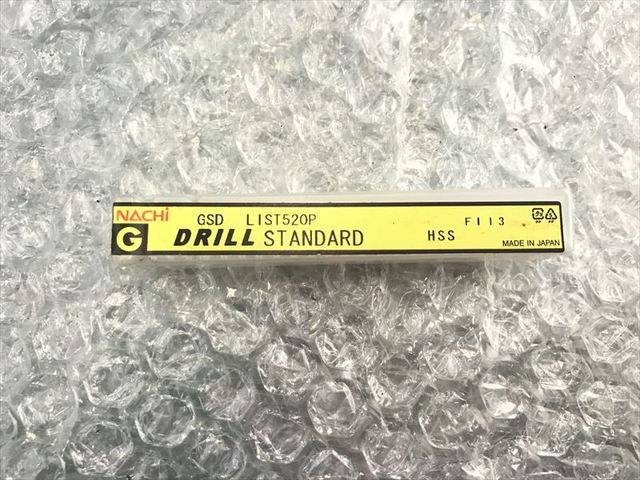 NACHi GSD LIST520P F113
G DRILL STANDARD HSS
MADE IN JAPAN